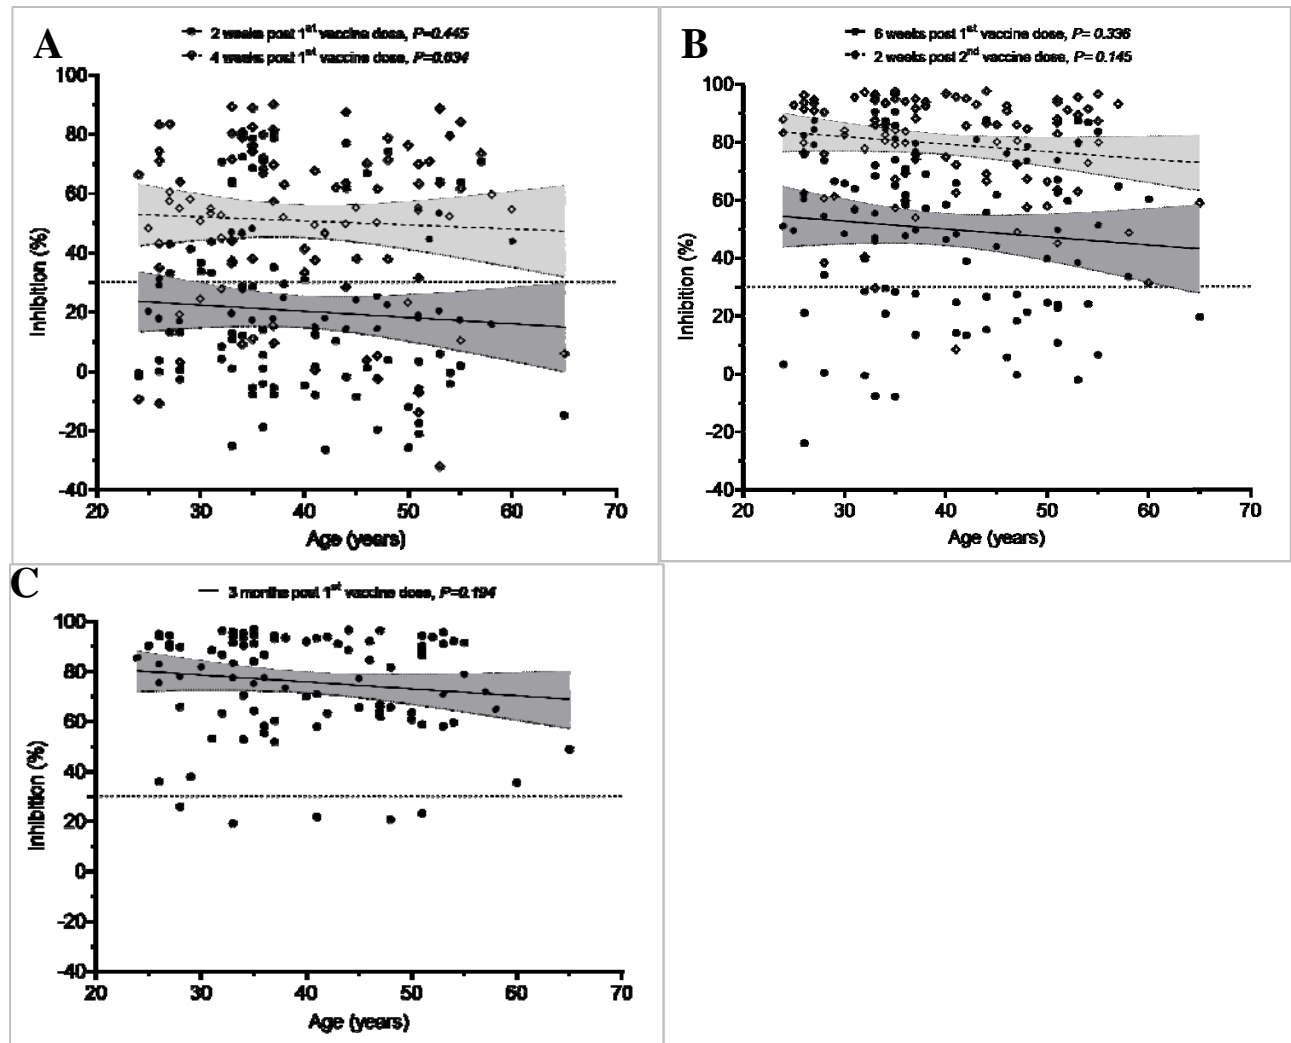 A
2 weeks post 1st vaccine dose, P=0.445
4 weeks post 1st vaccine dose, P=0.634
100
80
60
40
20
0
-20
-40
Inhibition (%)
20 30 40 50 60 70
Age (years)
B
6 weeks post 1st vaccine dose, P= 0.336
2 weeks post 2nd vaccine dose, P= 0.145
100
80
60
40
20
0
-20
-40
Inhibition (%)
20 30 40 50 60 70
Age (years)
C
3 months post 1st vaccine dose, P=0.194
100
80
60
40
20
0
-20
-40
Inhibition (%)
20 30 40 50 60 70
Age (years)